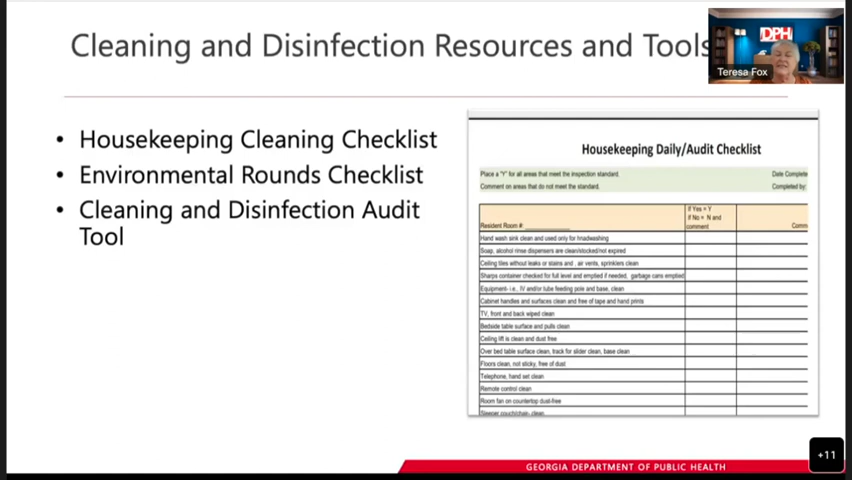 Cleaning and Disinfection Resources and Tools
DPH
Teresa Fox
• Housekeeping Cleaning Checklist
• Environmental Rounds Checklist
• Cleaning and Disinfection Audit
Tool
Housekeeping Daily/Audit Checklist
Place a "Y" for all areas that meet the inspection standard. Date Complete
Comment on areas that do not meet the standard. Completed by:
If Yes = Y
If No = N and
Resident Room #: comment Comm
Hand wash sink clean and used only for hnadwashing
Soap, alcohol rinse dispensers are clean/stocked/not expired
Ceiling tiles without leaks or stains and , air vents, sprinklers clean
Sharps container checked for full level and emptied if needed, garbage cans emptied
Equipment- i.e., IV and/or tube feeding pole and base, clean
Cabinet handles and surfaces clean and free of tape and hand prints
TV, front and back wiped clean
Bedside table surface and pulls clean
Ceiling lift is clean and dust free
Over bed table surface clean, track for slider clean, base clean
Floors clean, not sticky, free of dust
Telephone, hand set clean
Remote control clean
Room fan on countertop dust-free
Sleeper couch/chair- clean
+11
GEORGIA DEPARTMENT OF PUBLIC HEALTH